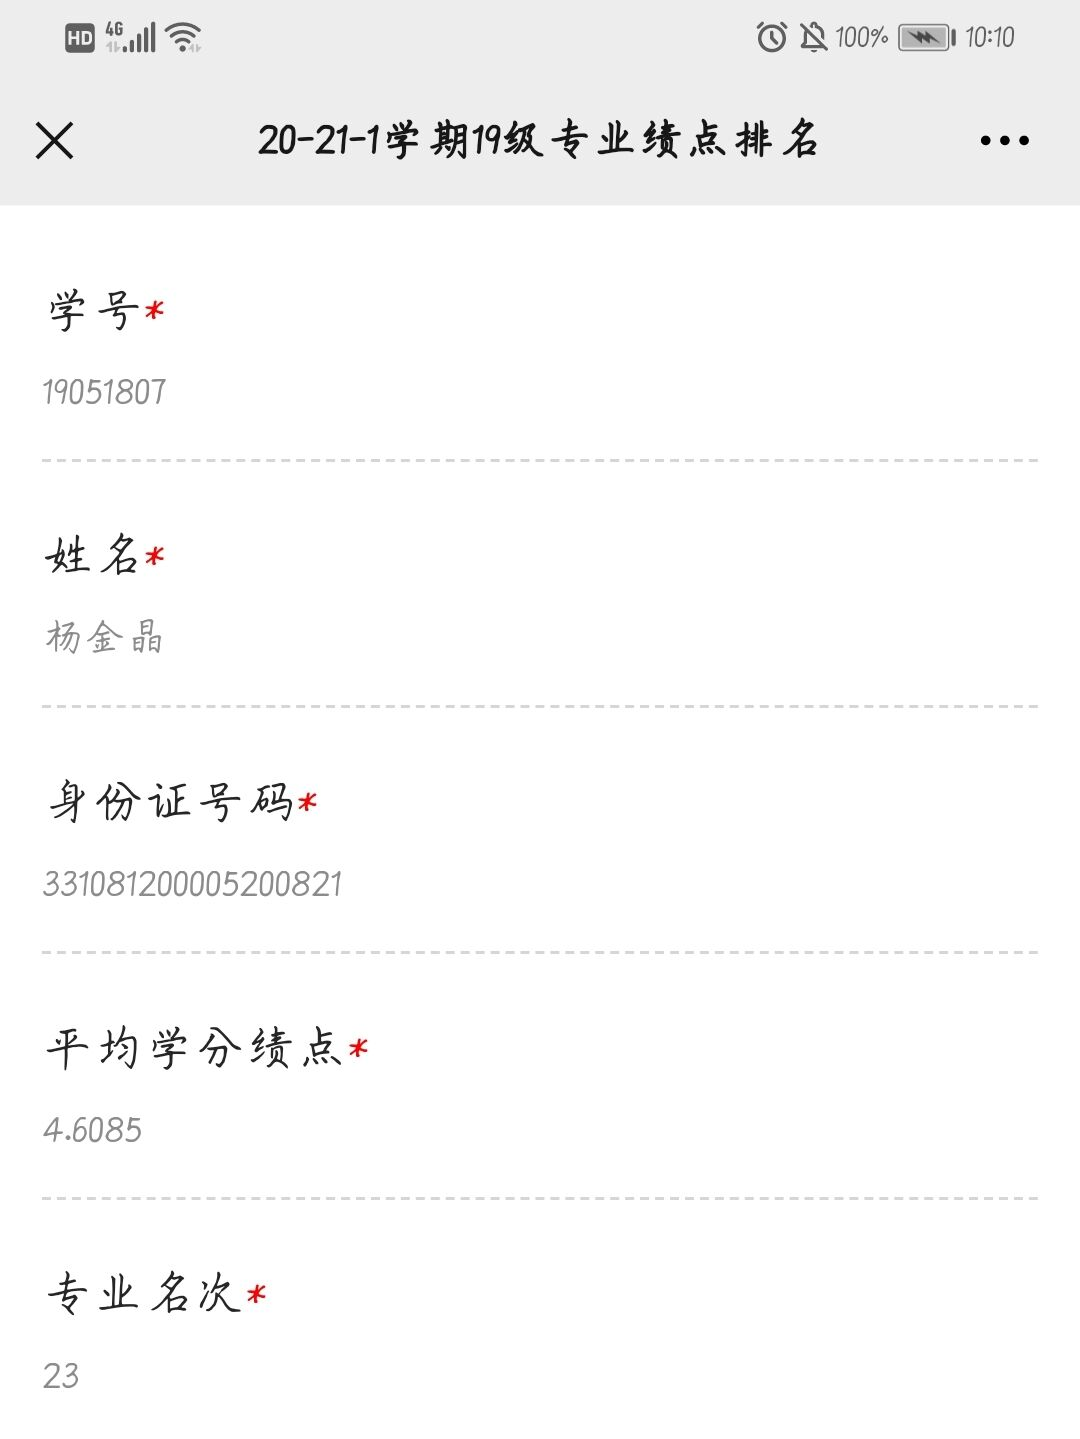 HD 4G 100% 10:10
20-21-1学期19级专业绩点排名
学号*
19051807
姓名*
杨金晶
身份证号码*
331081200005200821
平均学分绩点*
4.6085
专业名次*
23